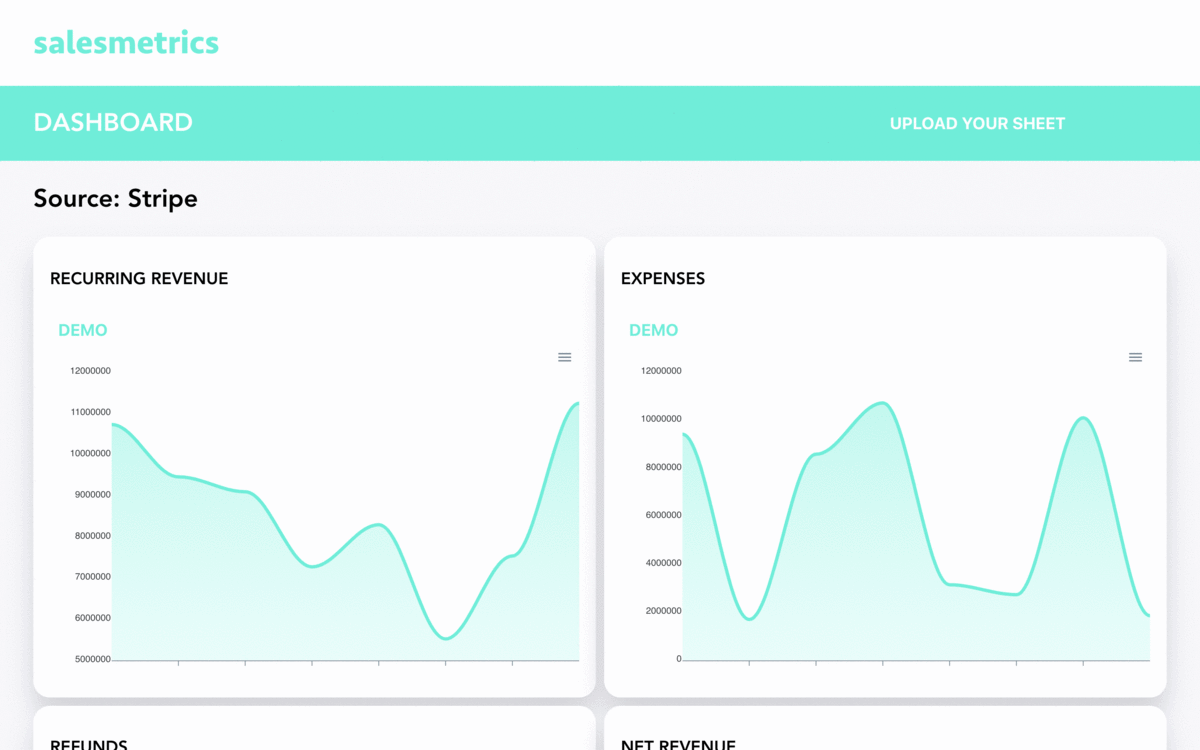 salesmetrics
DASHBOARD
UPLOAD YOUR SHEET
Source: Stripe
RECURRING REVENUE
DEMO
12000000
11000000
10000000
9000000
8000000
7000000
6000000
5000000
EXPENSES
DEMO
12000000
10000000
8000000
6000000
4000000
2000000
0
REFUNDS
NET REVENUE